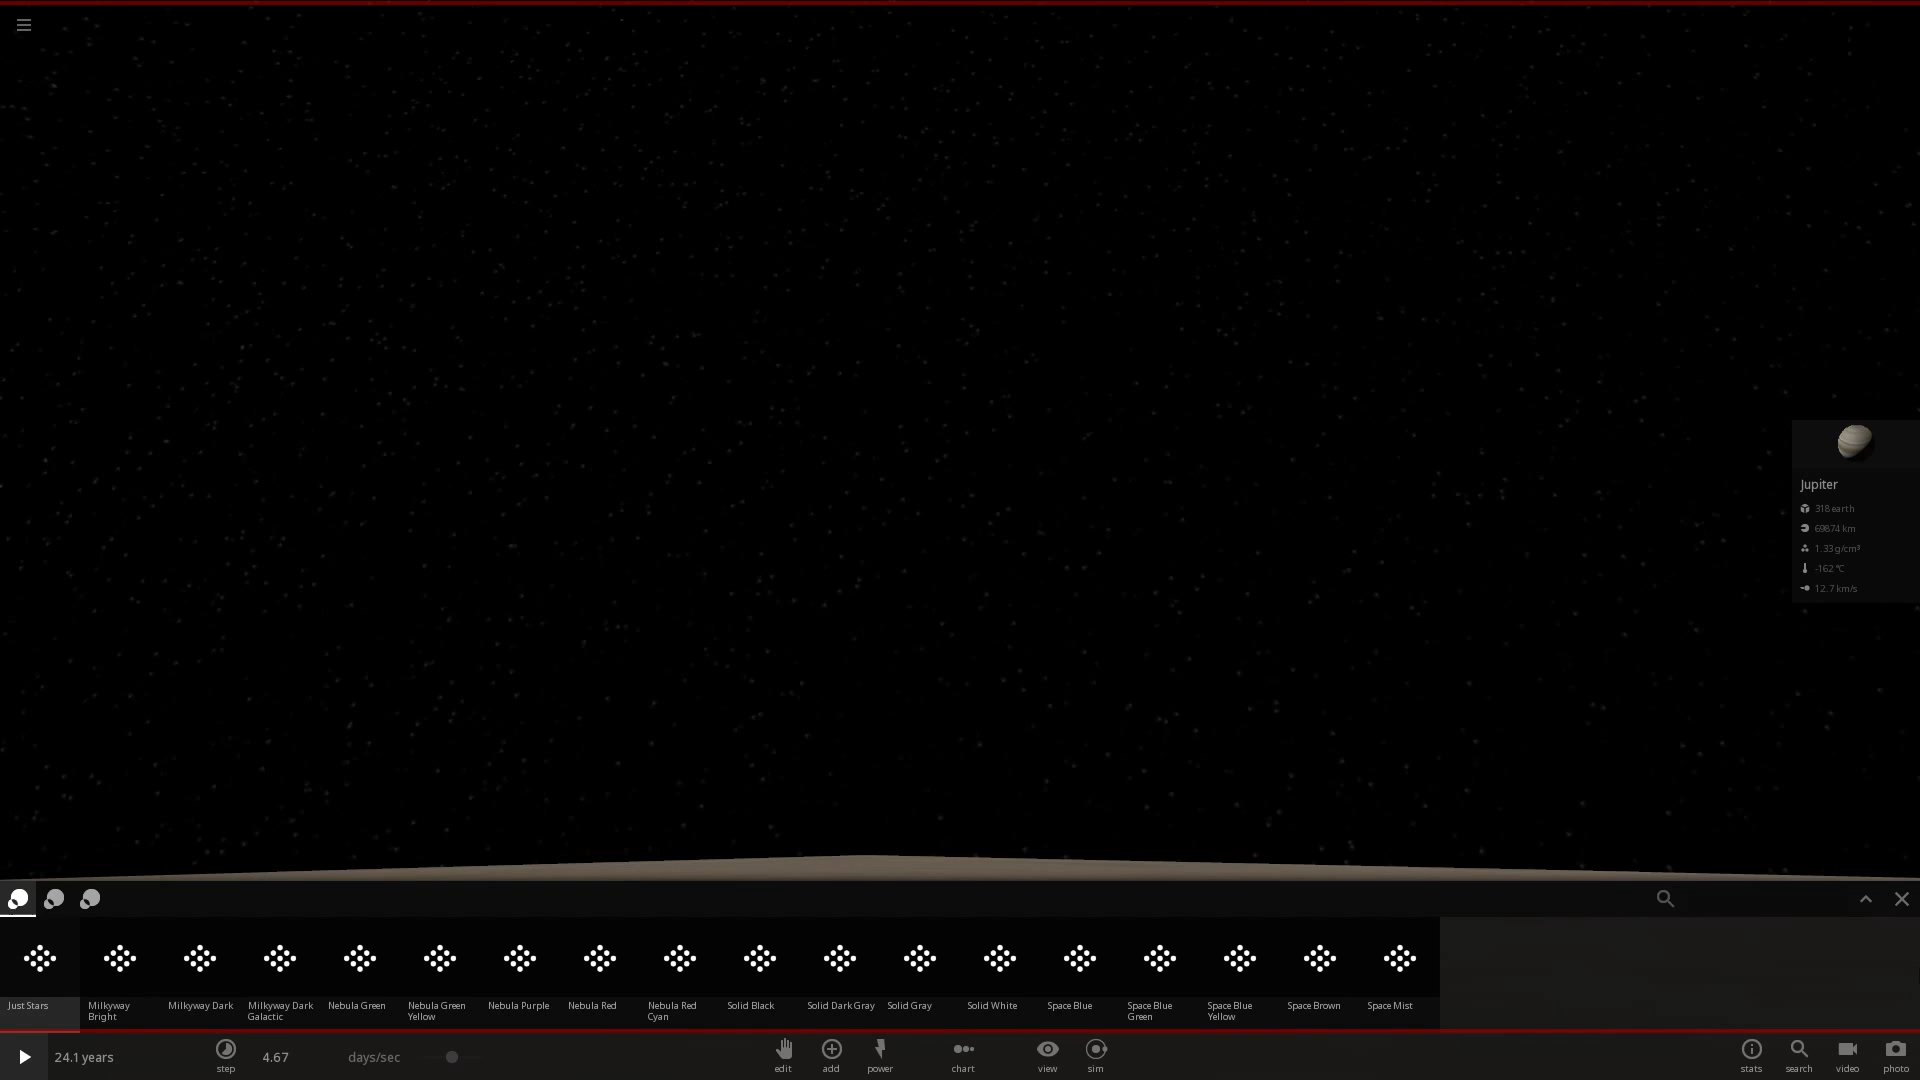 Jupiter
318 earth
69874 km
1.33 g/cm³
-162 °C
12.7 km/s
Just Stars
Milkyway
Bright
Milkyway Dark
Milkyway Dark
Galactic
Nebula Green
Nebula Green
Yellow
Nebula Purple
Nebula Red
Nebula Red
Cyan
Solid Black
Solid Dark Gray
Solid Gray
Solid White
Space Blue
Space Blue
Green
Space Blue
Yellow
Space Brown
Space Mist
24.1 years
step
4.67
days/sec
edit
add
power
chart
view
sim
stats
search
video
photo